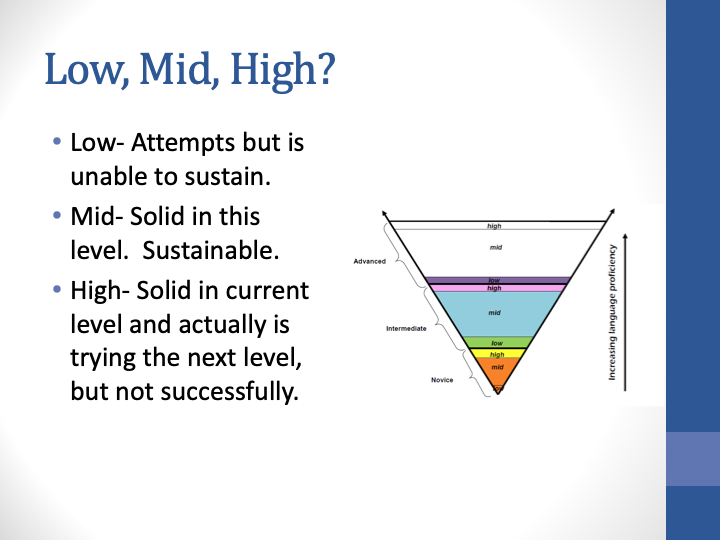 Low, Mid, High?
• Low- Attempts but is
unable to sustain.
• Mid- Solid in this
level.  Sustainable.
• High- Solid in current
level and actually is
trying the next level,
but not successfully.
high
mid
Advanced
low
high
mid
Intermediate
low
high
mid
Novice
low
Increasing language proficiency